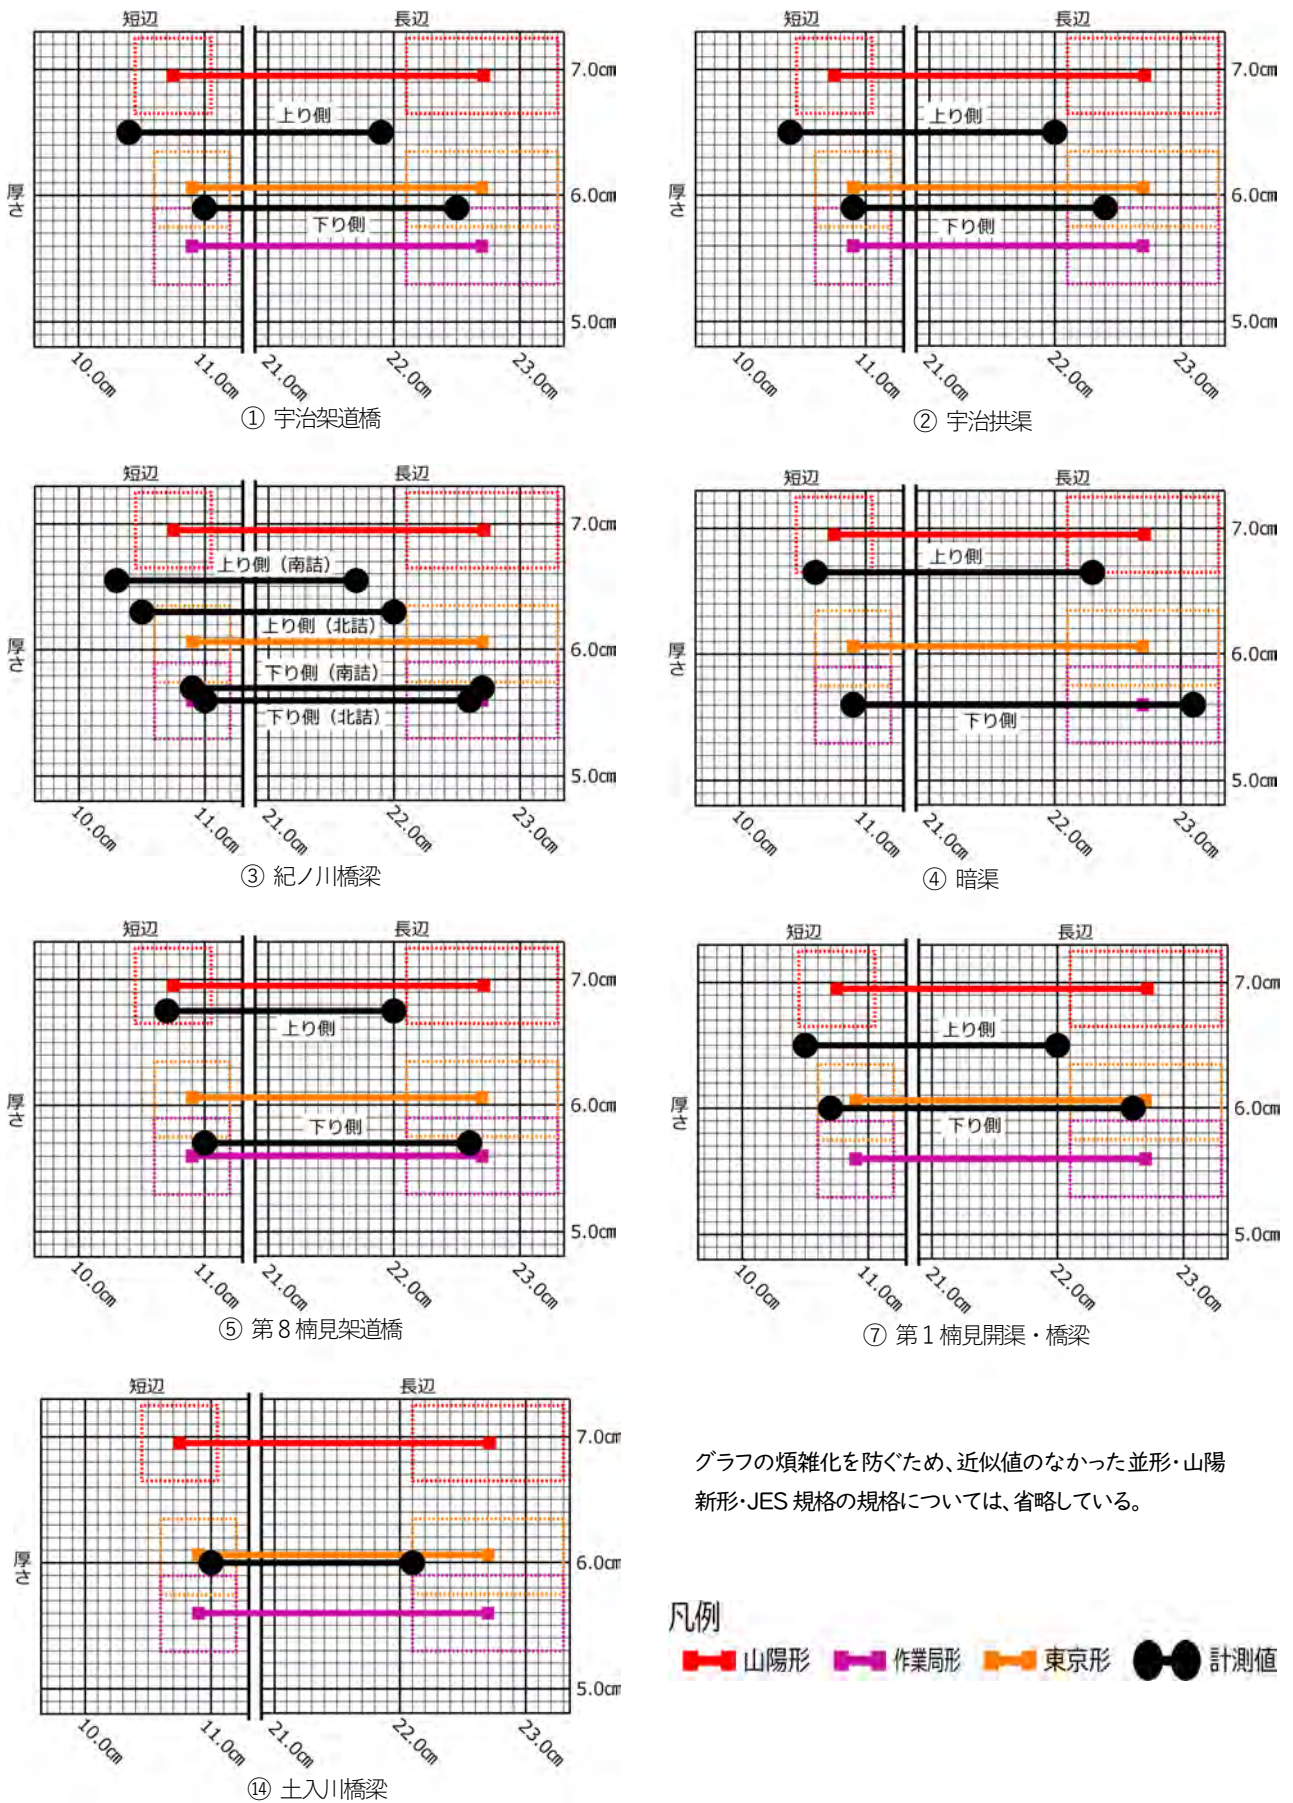 短辺 長辺
7.0cm
上り側
厚さ
6.0cm
下り側
5.0cm
10.0cm 11.0cm 21.0cm 22.0cm 23.0cm
① 宇治架道橋
短辺 長辺
7.0cm
上り側
厚さ
6.0cm
下り側
5.0cm
10.0cm 11.0cm 21.0cm 22.0cm 23.0cm
② 宇治拱渠
短辺 長辺
7.0cm
上り側（南詰）
上り側（北詰）
厚さ
6.0cm
下り側（南詰）
下り側（北詰）
5.0cm
10.0cm 11.0cm 21.0cm 22.0cm 23.0cm
③ 紀ノ川橋梁
短辺 長辺
7.0cm
上り側
厚さ
6.0cm
下り側
5.0cm
10.0cm 11.0cm 21.0cm 22.0cm 23.0cm
④ 暗渠
短辺 長辺
7.0cm
上り側
厚さ
6.0cm
下り側
5.0cm
10.0cm 11.0cm 21.0cm 22.0cm 23.0cm
⑤ 第８楠見架道橋
短辺 長辺
7.0cm
上り側
厚さ
6.0cm
下り側
5.0cm
10.0cm 11.0cm 21.0cm 22.0cm 23.0cm
⑦ 第１楠見開渠・橋梁
短辺 長辺
7.0cm
厚さ
6.0cm
5.0cm
10.0cm 11.0cm 21.0cm 22.0cm 23.0cm
⑭ 土入川橋梁
グラフの煩雑化を防ぐため、近似値のなかった並形・山陽
新形・JES 規格の規格については、省略している。
凡例
山陽形 作業局形 東京形 計測値